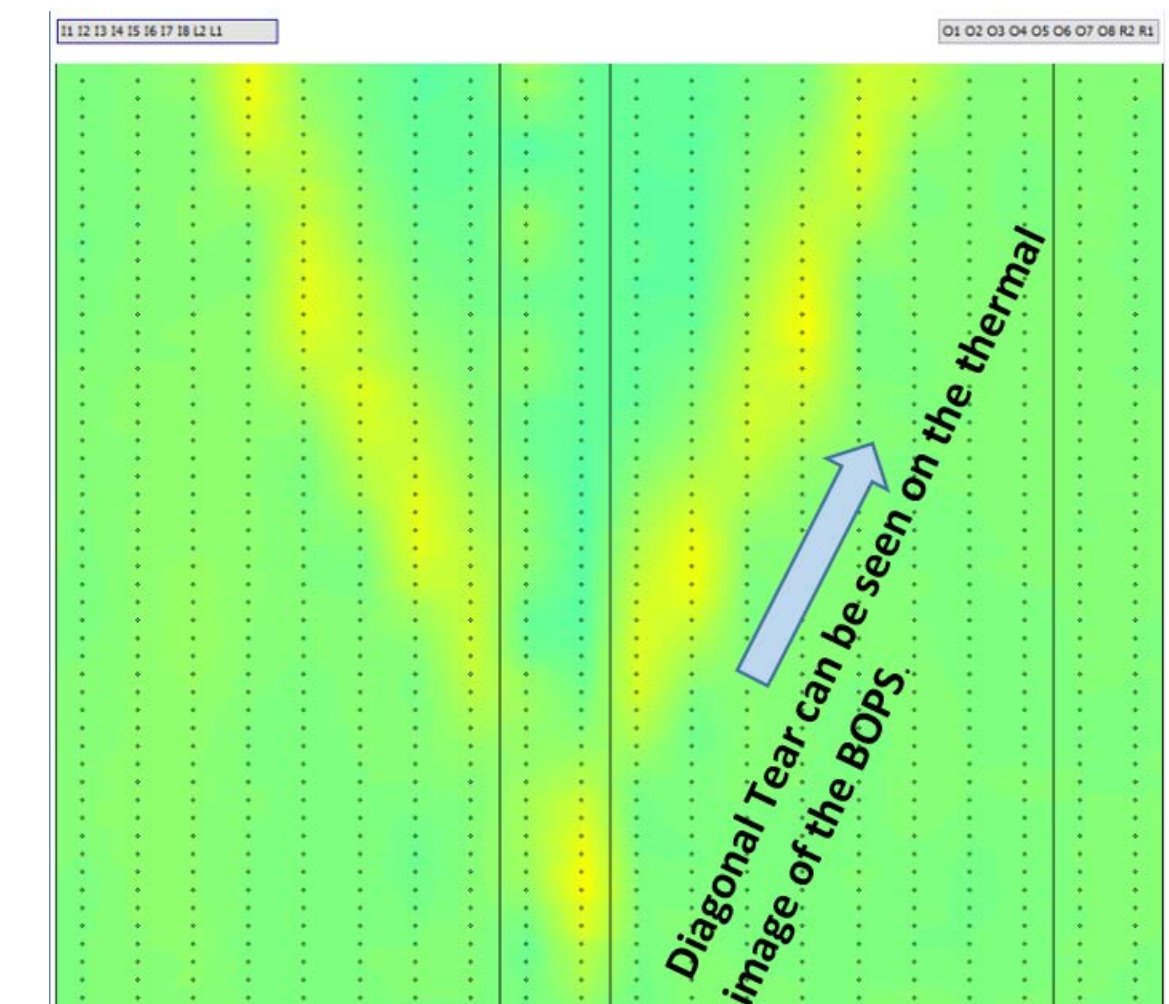 I1 I2 I3 I4 I5 I6 I7 I8 L2 L1
O1 O2 O3 O4 O5 O6 O7 O8 R2 R1
Diagonal Tear can be seen on the thermal
image of the BOPS.